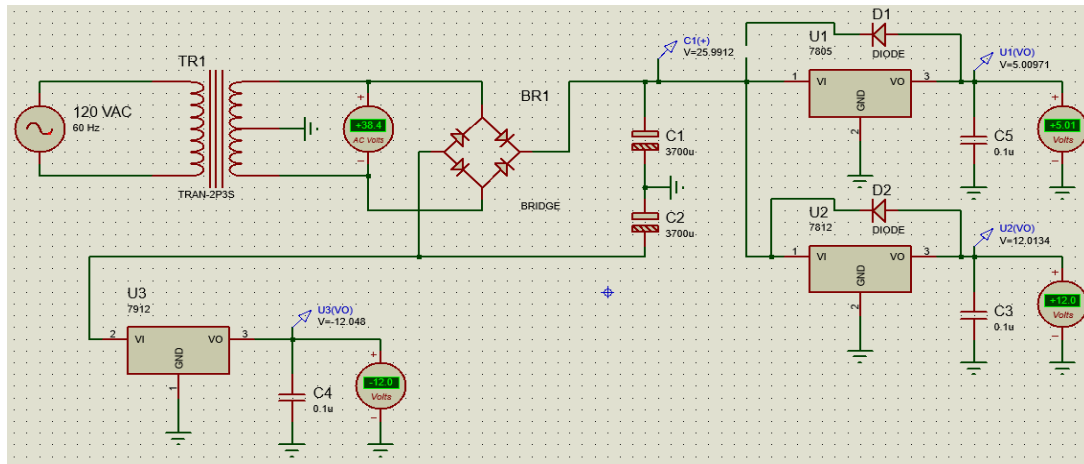 TR1
120 VAC
60 Hz
TRAN-2P3S
+
+38.4
AC Volts
−
BR1
BRIDGE
C1(+)
V=25.9912
C1
3700u
C2
3700u
D1
DIODE
U1
7805
1
VI
VO
3
GND
2
U1(VO)
V=5.00971
C5
0.1u
+
+5.01
Volts
−
D2
DIODE
U2
7812
1
VI
VO
3
GND
2
U2(VO)
V=12.0134
C3
0.1u
+
+12.0
Volts
−
U3
7912
2
VI
VO
3
GND
1
U3(VO)
V=-12.048
C4
0.1u
+
-12.0
Volts
−